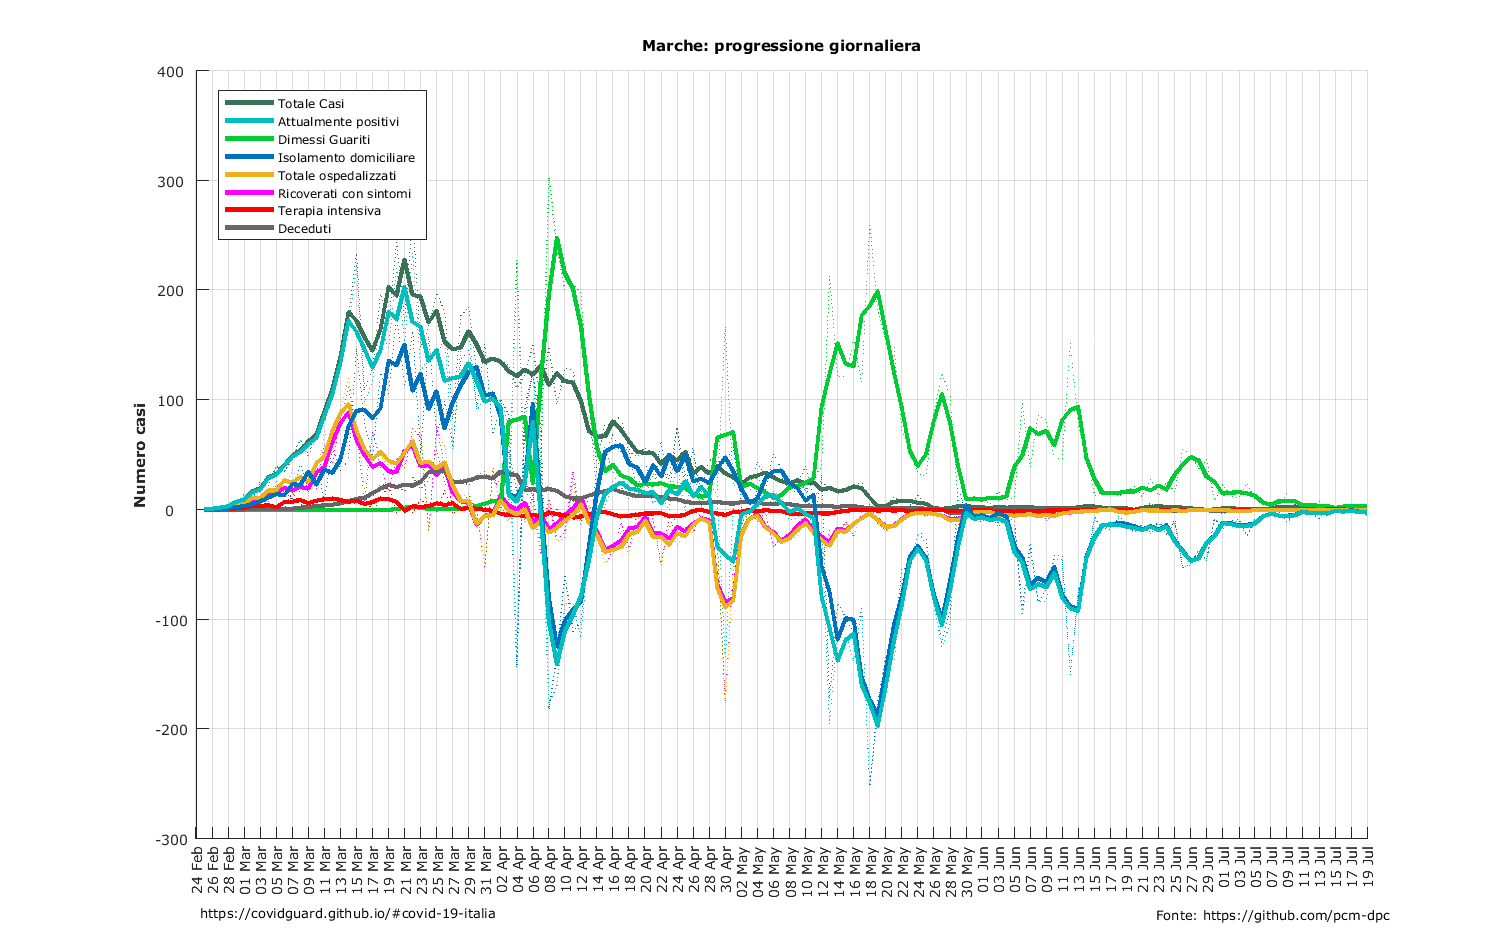 Marche: progressione giornaliera
400
300
200
100
0
-100
-200
-300
Numero casi
Totale Casi
Attualmente positivi
Dimessi Guariti
Isolamento domiciliare
Totale ospedalizzati
Ricoverati con sintomi
Terapia intensiva
Deceduti
24 Feb
26 Feb
28 Feb
01 Mar
03 Mar
05 Mar
07 Mar
09 Mar
11 Mar
13 Mar
15 Mar
17 Mar
19 Mar
21 Mar
23 Mar
25 Mar
27 Mar
29 Mar
31 Mar
02 Apr
04 Apr
06 Apr
08 Apr
10 Apr
12 Apr
14 Apr
16 Apr
18 Apr
20 Apr
22 Apr
24 Apr
26 Apr
28 Apr
30 Apr
02 May
04 May
06 May
08 May
10 May
12 May
14 May
16 May
18 May
20 May
22 May
24 May
26 May
28 May
30 May
01 Jun
03 Jun
05 Jun
07 Jun
09 Jun
11 Jun
13 Jun
15 Jun
17 Jun
19 Jun
21 Jun
23 Jun
25 Jun
27 Jun
29 Jun
01 Jul
03 Jul
05 Jul
07 Jul
09 Jul
11 Jul
13 Jul
15 Jul
17 Jul
19 Jul
https://covidguard.github.io/#covid-19-italia
Fonte: https://github.com/pcm-dpc